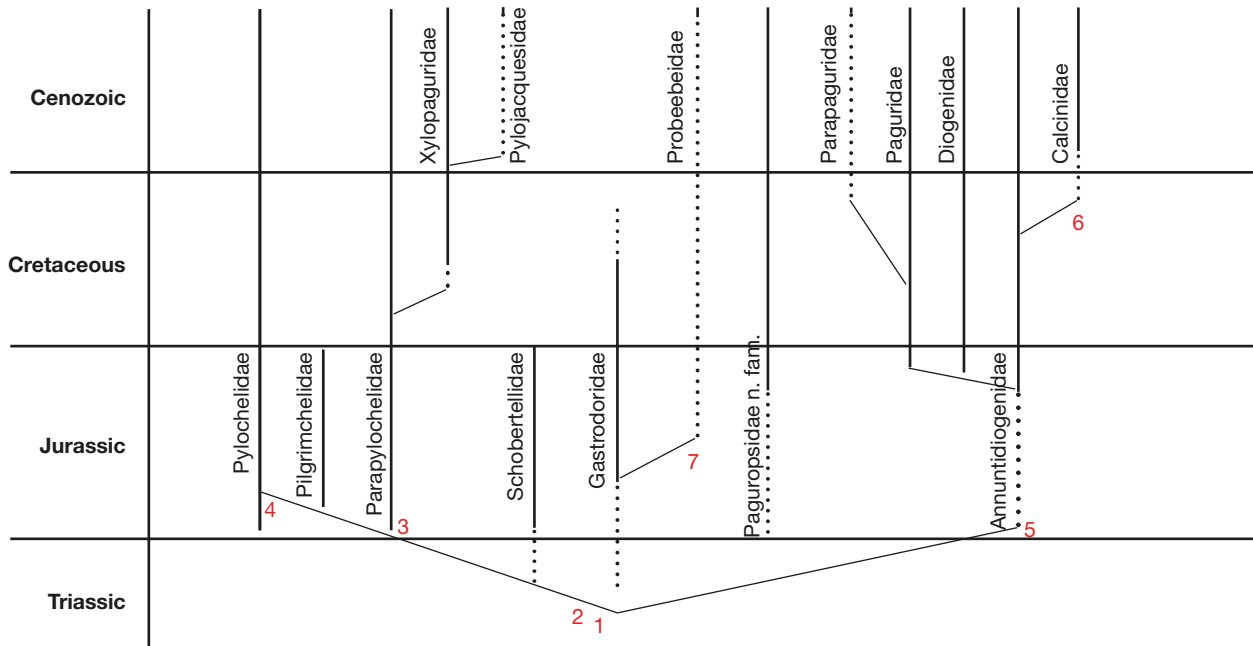 Cenozoic
Xylopaguridae
Pylojacquesidae
Probeebeidae
Parapaguridae
Paguridae
Diogenidae
Calcinidae
Cretaceous
6
Jurassic
Pylochelidae
Pilgrimchelidae
Parapylochelidae
Schobertellidae
Gastrodoridae
Paguropsidae n. fam.
Annuntidiogenidae
7
4
3
5
Triassic
2
1